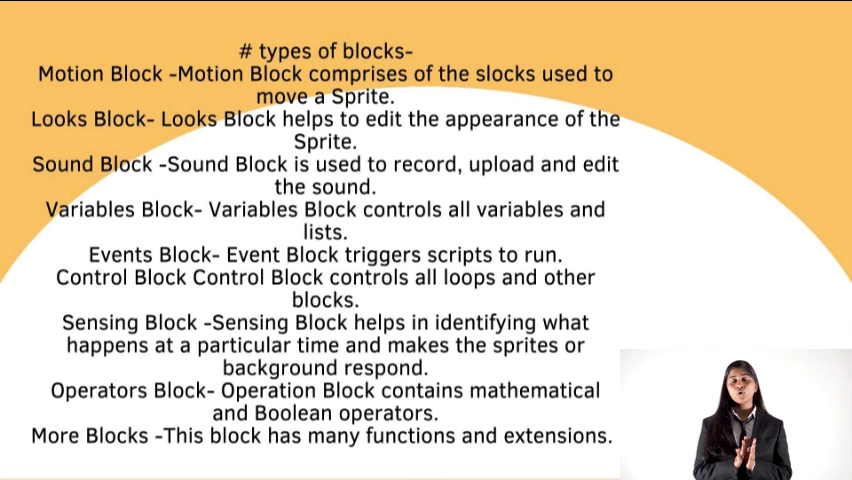 # types of blocks-
Motion Block -Motion Block comprises of the slocks used to
move a Sprite.
Looks Block- Looks Block helps to edit the appearance of the
Sprite.
Sound Block -Sound Block is used to record, upload and edit
the sound.
Variables Block- Variables Block controls all variables and
lists.
Events Block- Event Block triggers scripts to run.
Control Block Control Block controls all loops and other
blocks.
Sensing Block -Sensing Block helps in identifying what
happens at a particular time and makes the sprites or
background respond.
Operators Block- Operation Block contains mathematical
and Boolean operators.
More Blocks -This block has many functions and extensions.